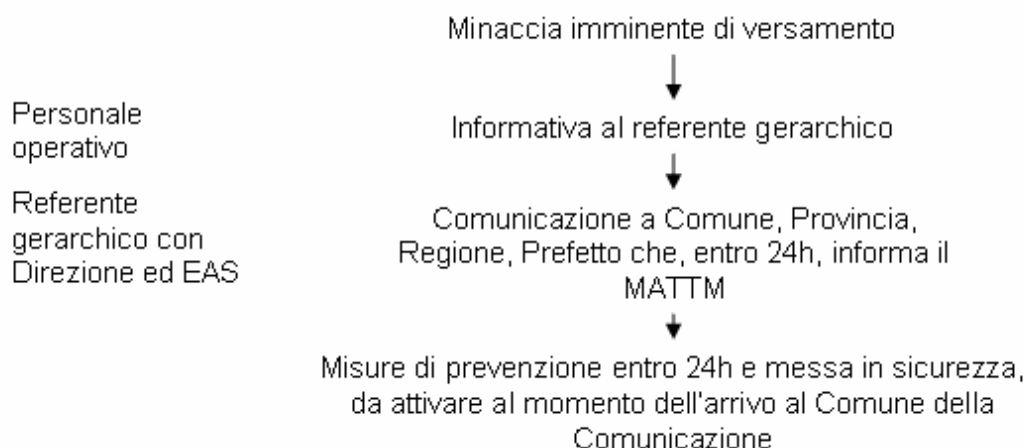 Minaccia imminente di versamento
Personale
operativo
Informativa al referente gerarchico
Referente
gerarchico con
Direzione ed EAS
Comunicazione a Comune, Provincia,
Regione, Prefetto che, entro 24h, informa il
MATTM
Misure di prevenzione entro 24h e messa in sicurezza,
da attivare al momento dell'arrivo al Comune della
Comunicazione